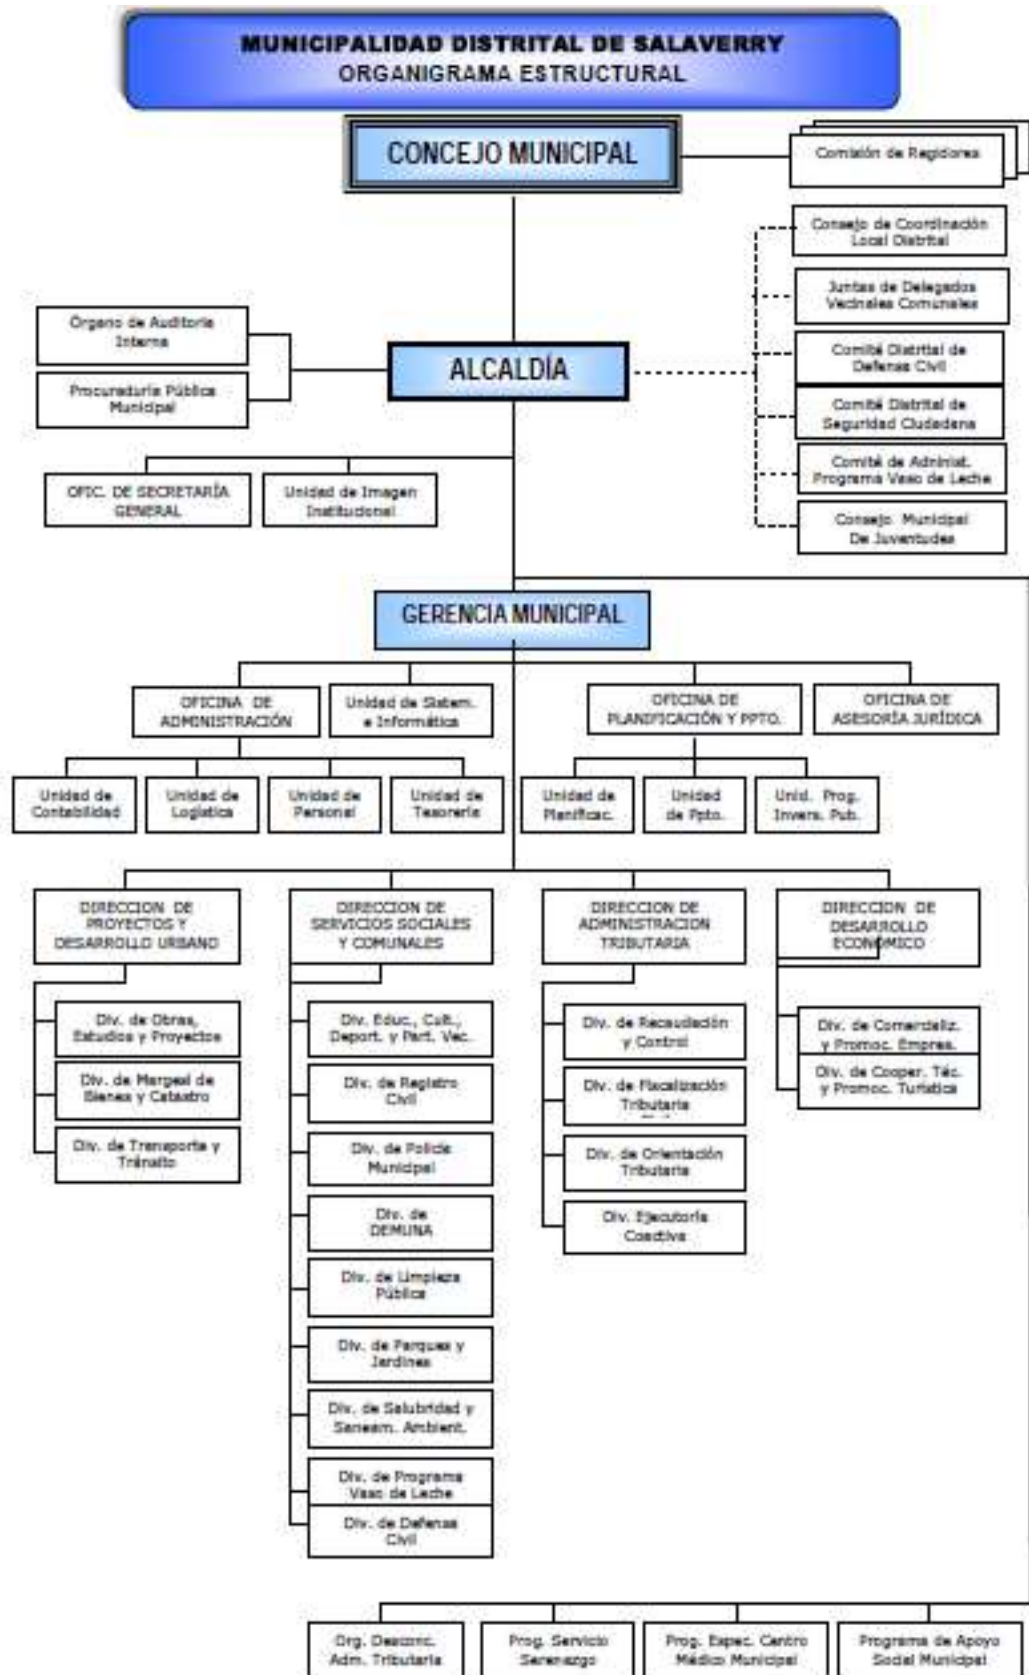 MUNICIPALIDAD DISTRITAL DE SALAVERRY
ORGANIGRAMA ESTRUCTURAL
CONCEJO MUNICIPAL
Comisión de Regidores
Consejo de Coordinación
Local Distrital
Juntas de Delegados
Vecinales Comunales
Órgano de Auditoria
Interna
Procuraduría Pública
Municipal
ALCALDÍA
Comité Distrital de
Defensa Civil
Comité Distrital de
Seguridad Ciudadana
Comité de Administ.
Programa Vaso de Leche
Consejo Municipal
De Juventudes
OFIC. DE SECRETARÍA
GENERAL
Unidad de Imagen
Institucional
GERENCIA MUNICIPAL
OFICINA DE
ADMINISTRACIÓN
Unidad de Sistem.
e Informática
OFICINA DE
PLANIFICACIÓN Y PPTO.
OFICINA DE
ASESORÍA JURÍDICA
Unidad de
Contabilidad
Unidad de
Logística
Unidad de
Personal
Unidad de
Tesorería
Unidad de
Planificac.
Unidad
de Ppto.
Unid. Prog.
Invers. Pub.
DIRECCION DE
PROYECTOS Y
DESARROLLO URBANO
DIRECCION DE
SERVICIOS SOCIALES
Y COMUNALES
DIRECCION DE
ADMINISTRACION
TRIBUTARIA
DIRECCION DE
DESARROLLO
ECONOMICO
Div. de Obras,
Estudios y Proyectos
Div. de Margesí de
Bienes y Catastro
Div. de Transporte y
Tránsito
Div. Educ., Cult.,
Deport. y Part. Vec.
Div. de Registro
Civil
Div. de Policía
Municipal
Div. de
DEMUNA
Div. de Limpieza
Pública
Div. de Parques y
Jardines
Div. de Salubridad y
Saneam. Ambient.
Div. de Programa
Vaso de Leche
Div. de Defensa
Civil
Div. de Recaudación
y Control
Div. de Fiscalización
Tributaria
Div. de Orientación
Tributaria
Div. Ejecutoría
Coactiva
Div. de Comercializ.
y Promoc. Empres.
Div. de Cooper. Téc.
y Promoc. Turística
Org. Desconc.
Adm. Tributaria
Prog. Servicio
Serenazgo
Prog. Espec. Centro
Médico Municipal
Programa de Apoyo
Social Municipal